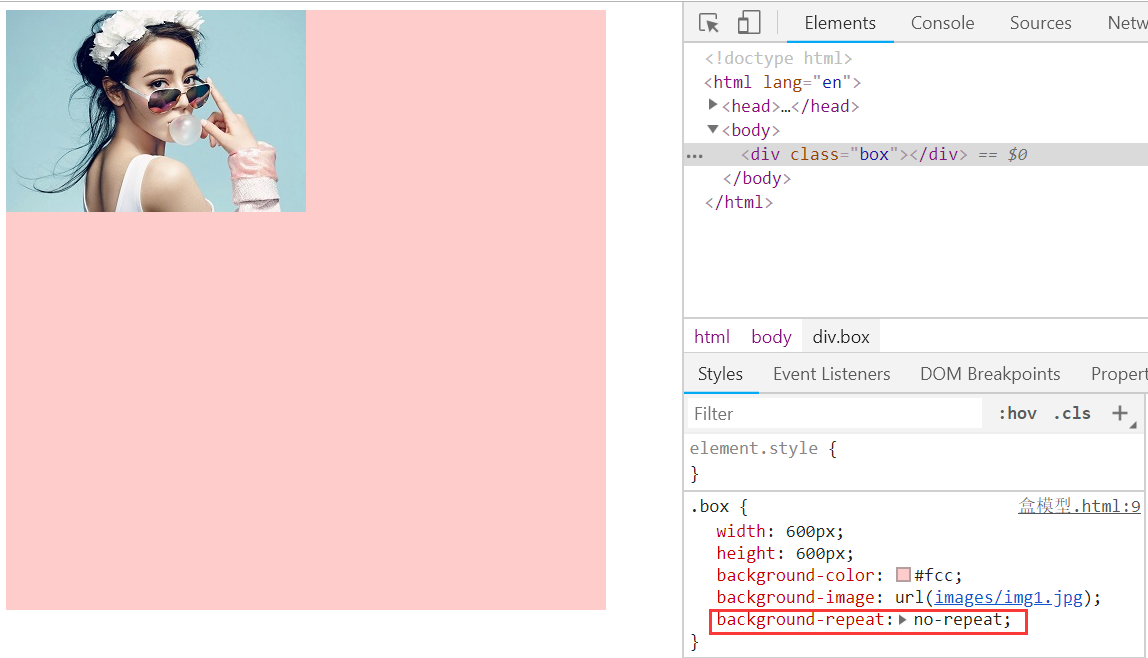 Elements Console Sources Netw
<!doctype html>
<html lang="en">
<head>…</head>
<body>
... <div class="box"></div> == $0
</body>
</html>
html body div.box
Styles Event Listeners DOM Breakpoints Propert
Filter :hov .cls +
element.style {
}
.box { 盒模型.html:9
width: 600px;
height: 600px;
background-color: #fcc;
background-image: url(images/img1.jpg);
background-repeat: no-repeat;
}